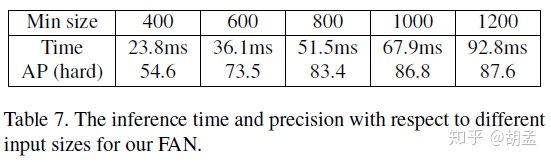 Min size 400 600 800 1000 1200
Time 23.8ms 36.1ms 51.5ms 67.9ms 92.8ms
AP (hard) 54.6 73.5 83.4 86.8 87.6
Table 7. The inference time and precision with respect to different
input sizes for our FAN.
知乎 @胡孟